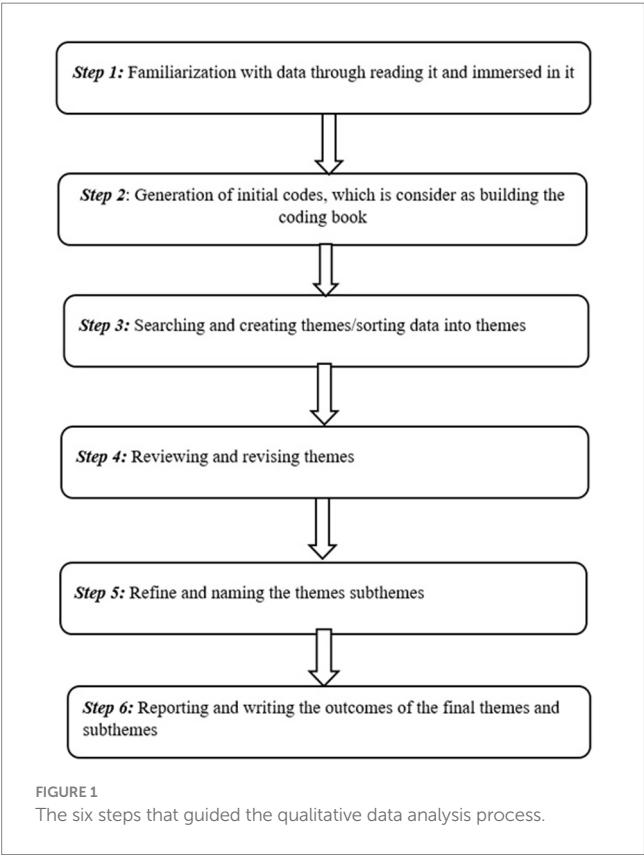 Step 1: Familiarization with data through reading it and immersed in it
Step 2: Generation of initial codes, which is consider as building the
coding book
Step 3: Searching and creating themes/sorting data into themes
Step 4: Reviewing and revising themes
Step 5: Refine and naming the themes subthemes
Step 6: Reporting and writing the outcomes of the final themes and
subthemes
FIGURE 1
The six steps that guided the qualitative data analysis process.